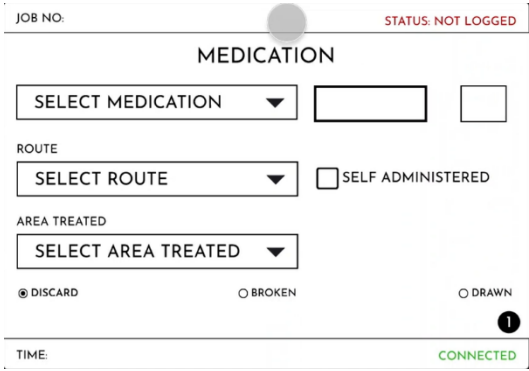 JOB NO:
STATUS: NOT LOGGED
MEDICATION
SELECT MEDICATION
ROUTE
SELECT ROUTE
SELF ADMINISTERED
AREA TREATED
SELECT AREA TREATED
DISCARD
BROKEN
DRAWN
1
TIME:
CONNECTED